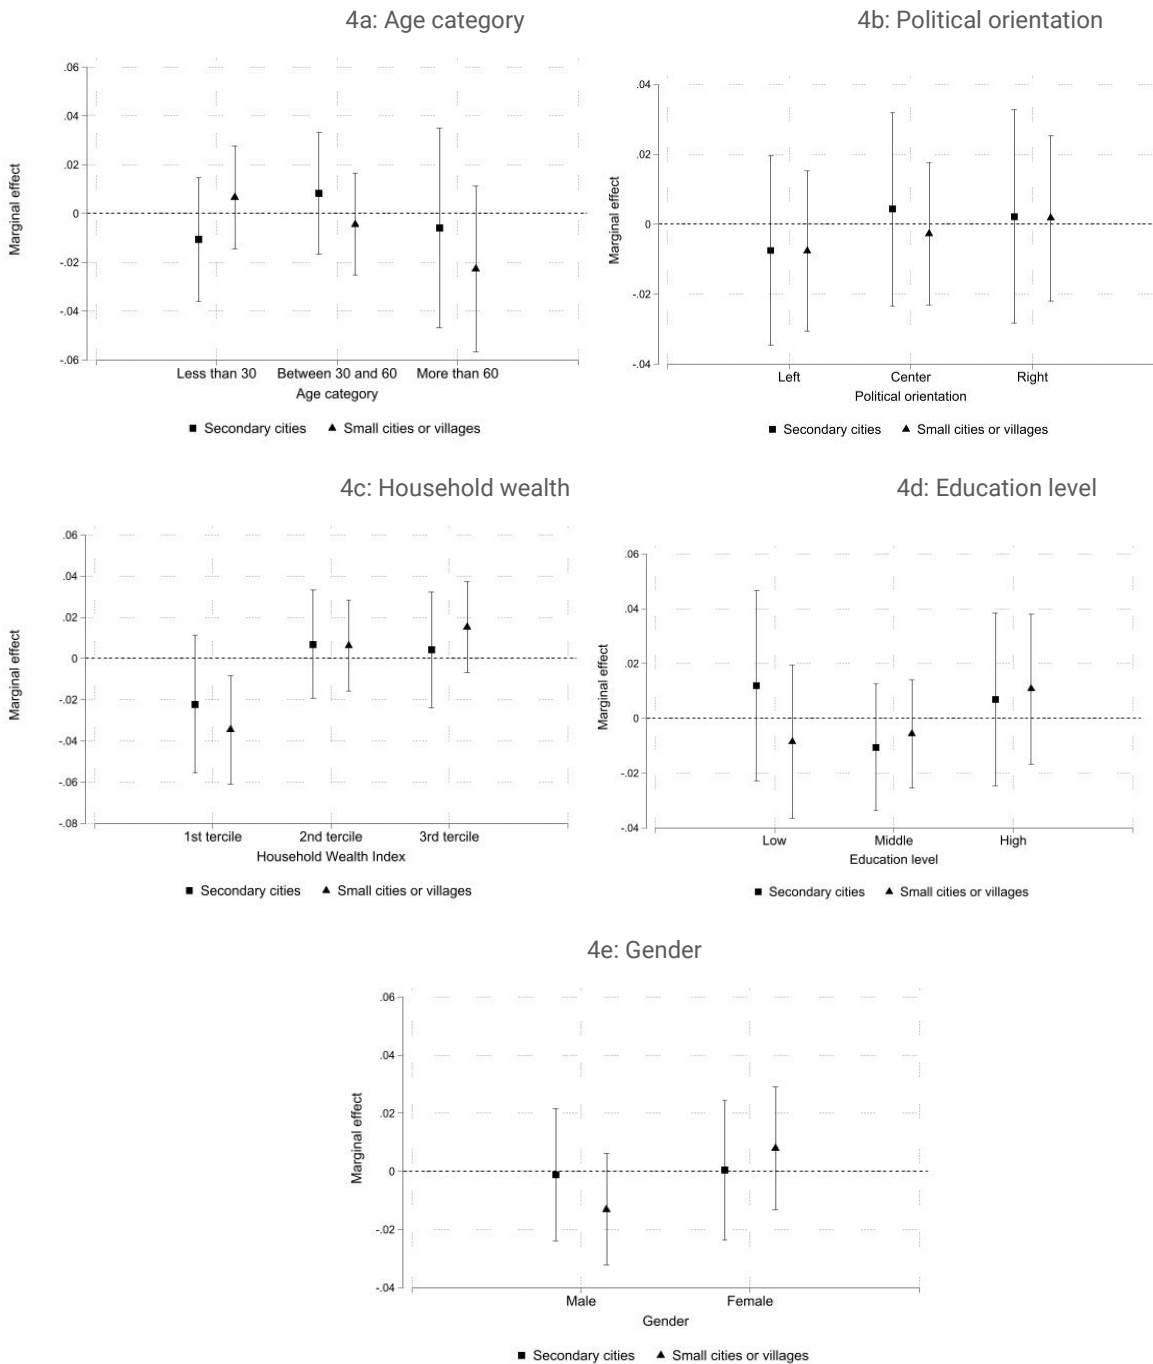 4a: Age category
.06
.04
.02
0
-.02
-.04
-.06
Marginal effect
Less than 30 Between 30 and 60 More than 60
Age category
Secondary cities Small cities or villages
4b: Political orientation
.04
.02
0
-.02
-.04
Marginal effect
Left Center Right
Political orientation
Secondary cities Small cities or villages
4c: Household wealth
.06
.04
.02
0
-.02
-.04
-.06
-.08
Marginal effect
1st tercile 2nd tercile 3rd tercile
Household Wealth Index
Secondary cities Small cities or villages
4d: Education level
.06
.04
.02
0
-.02
-.04
Marginal effect
Low Middle High
Education level
Secondary cities Small cities or villages
4e: Gender
.06
.04
.02
0
-.02
-.04
Marginal effect
Male Female
Gender
Secondary cities Small cities or villages